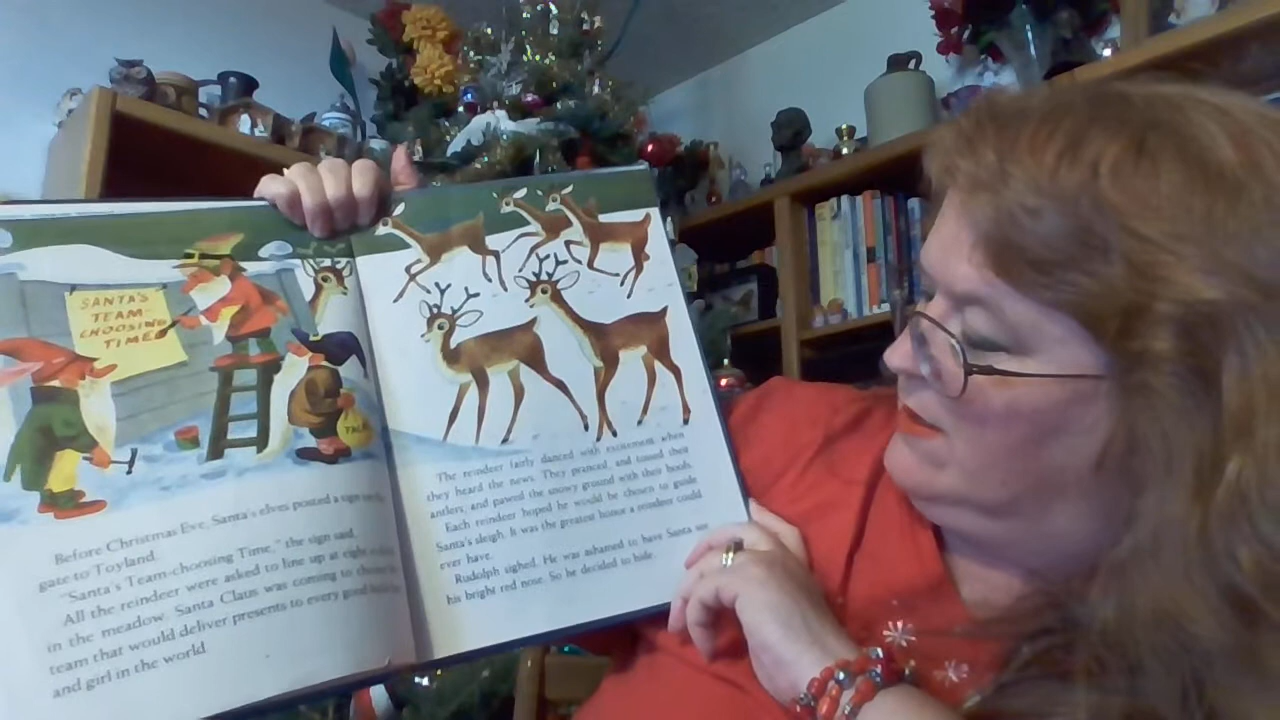 SANTA'S
TEAM-
CHOOSING
TIME
Before Christmas Eve, Santa's elves posted a sign on the
gate to Toyland.
"Santa's Team-choosing Time," the sign said.
All the reindeer were asked to line up at eight
in the meadow. Santa Claus was coming to choose
team that would deliver presents to every good
and girl in the world.
The reindeer fairly danced with excitement when
they heard the news. They pranced, and tossed their
antlers, and pawed the snowy ground with their hoofs.
Each reindeer hoped he would be chosen to guide
Santa's sleigh. It was the greatest honor a reindeer could
ever have.
Rudolph sighed. He was ashamed to have Santa see
his bright red nose. So he decided to hide.